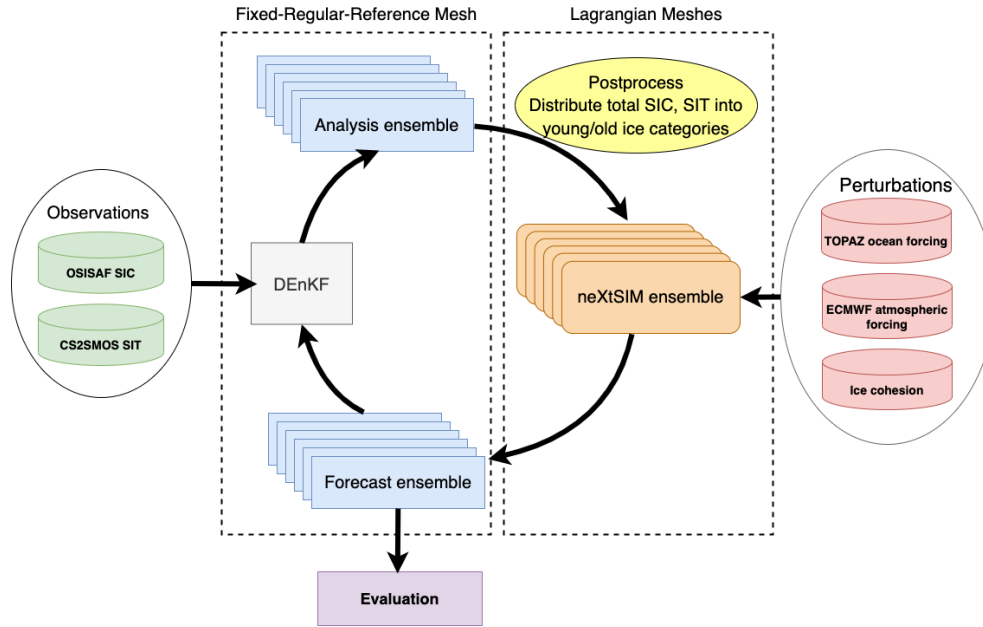 Fixed-Regular-Reference Mesh
Lagrangian Meshes
Analysis ensemble
Postprocess
Distribute total SIC, SIT into
young/old ice categories
Observations
OSISAF SIC
CS2SMOS SIT
DEnKF
neXtSIM ensemble
Perturbations
TOPAZ ocean forcing
ECMWF atmospheric
forcing
Ice cohesion
Forecast ensemble
Evaluation